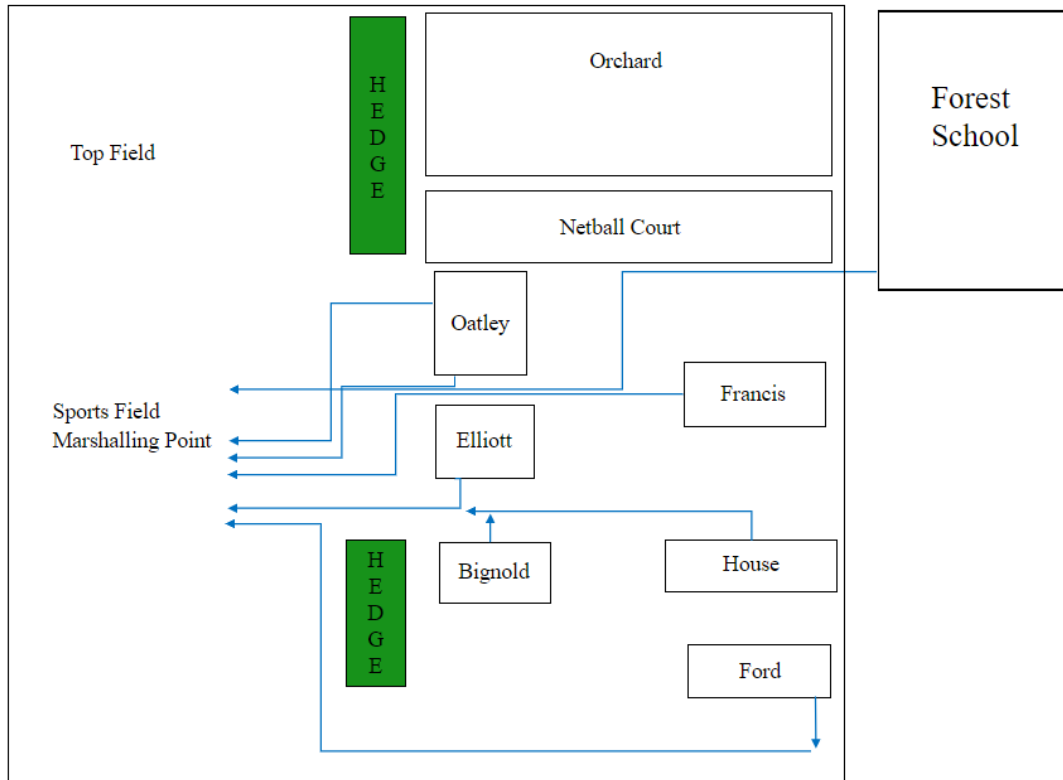 Orchard
H
E
D
G
E
Forest
School
Top Field
Netball Court
Oatley
Francis
Sports Field
Marshalling Point
Elliott
H
E
D
G
E
Bignold
House
Ford